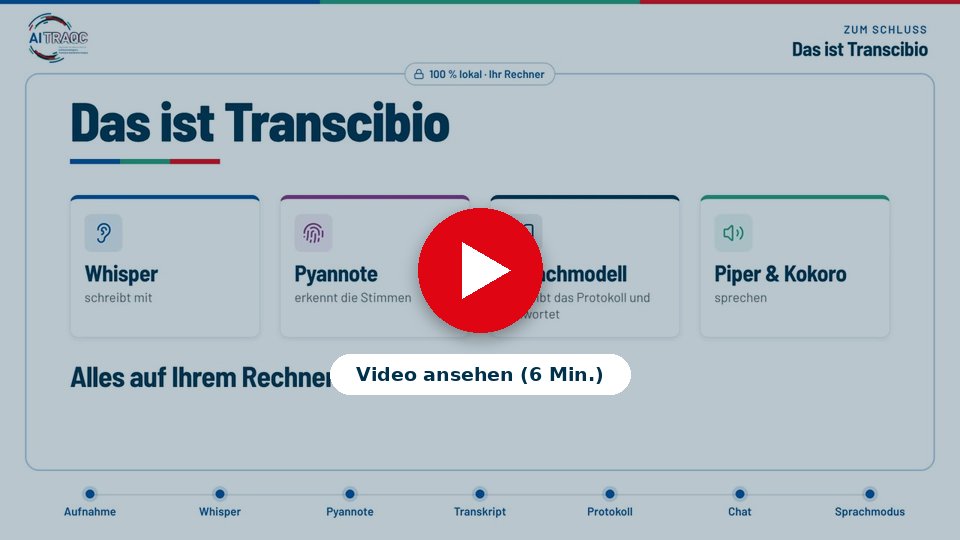 AITRAQC
ZUM SCHLUSS
Das ist Transcibio
100 % lokal · Ihr Rechner
Das ist Transcibio
Whisper
schreibt mit
Pyannote
erkennt die Stimmen
achmodell
ibt das Protokoll und
wortet
Piper & Kokoro
sprechen
Alles auf Ihrem Rechner
Video ansehen (6 Min.)
Aufnahme
Whisper
Pyannote
Transkript
Protokoll
Chat
Sprachmodus